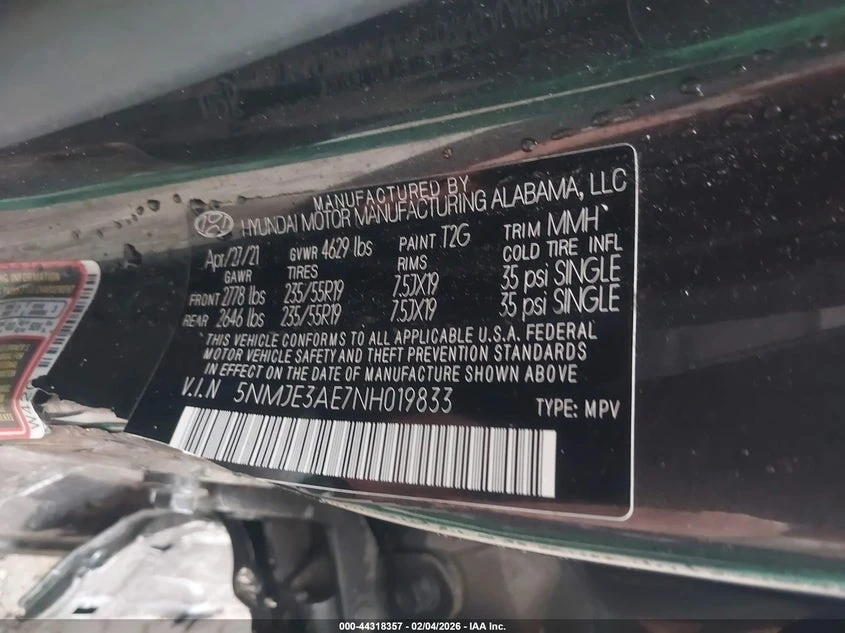 MANUFACTURED BY
HYUNDAI MOTOR MANUFACTURING ALABAMA, LLC
Apr/27/21 GVWR 4629 lbs PAINT T2G TRIM MMH
GAWR TIRES RIMS COLD TIRE INFL
FRONT 2778 lbs 235/55R19 7.5JX19 35 psi SINGLE
REAR 2646 lbs 235/55R19 7.5JX19 35 psi SINGLE
THIS VEHICLE CONFORMS TO ALL APPLICABLE U.S.A. FEDERAL
MOTOR VEHICLE SAFETY AND THEFT PREVENTION STANDARDS
IN EFFECT ON THE DATE OF MANUFACTURE SHOWN ABOVE
V.I.N 5NMJE3AE7NH019833 TYPE: MPV
000-44318357 - 02/04/2026 - IAA Inc.